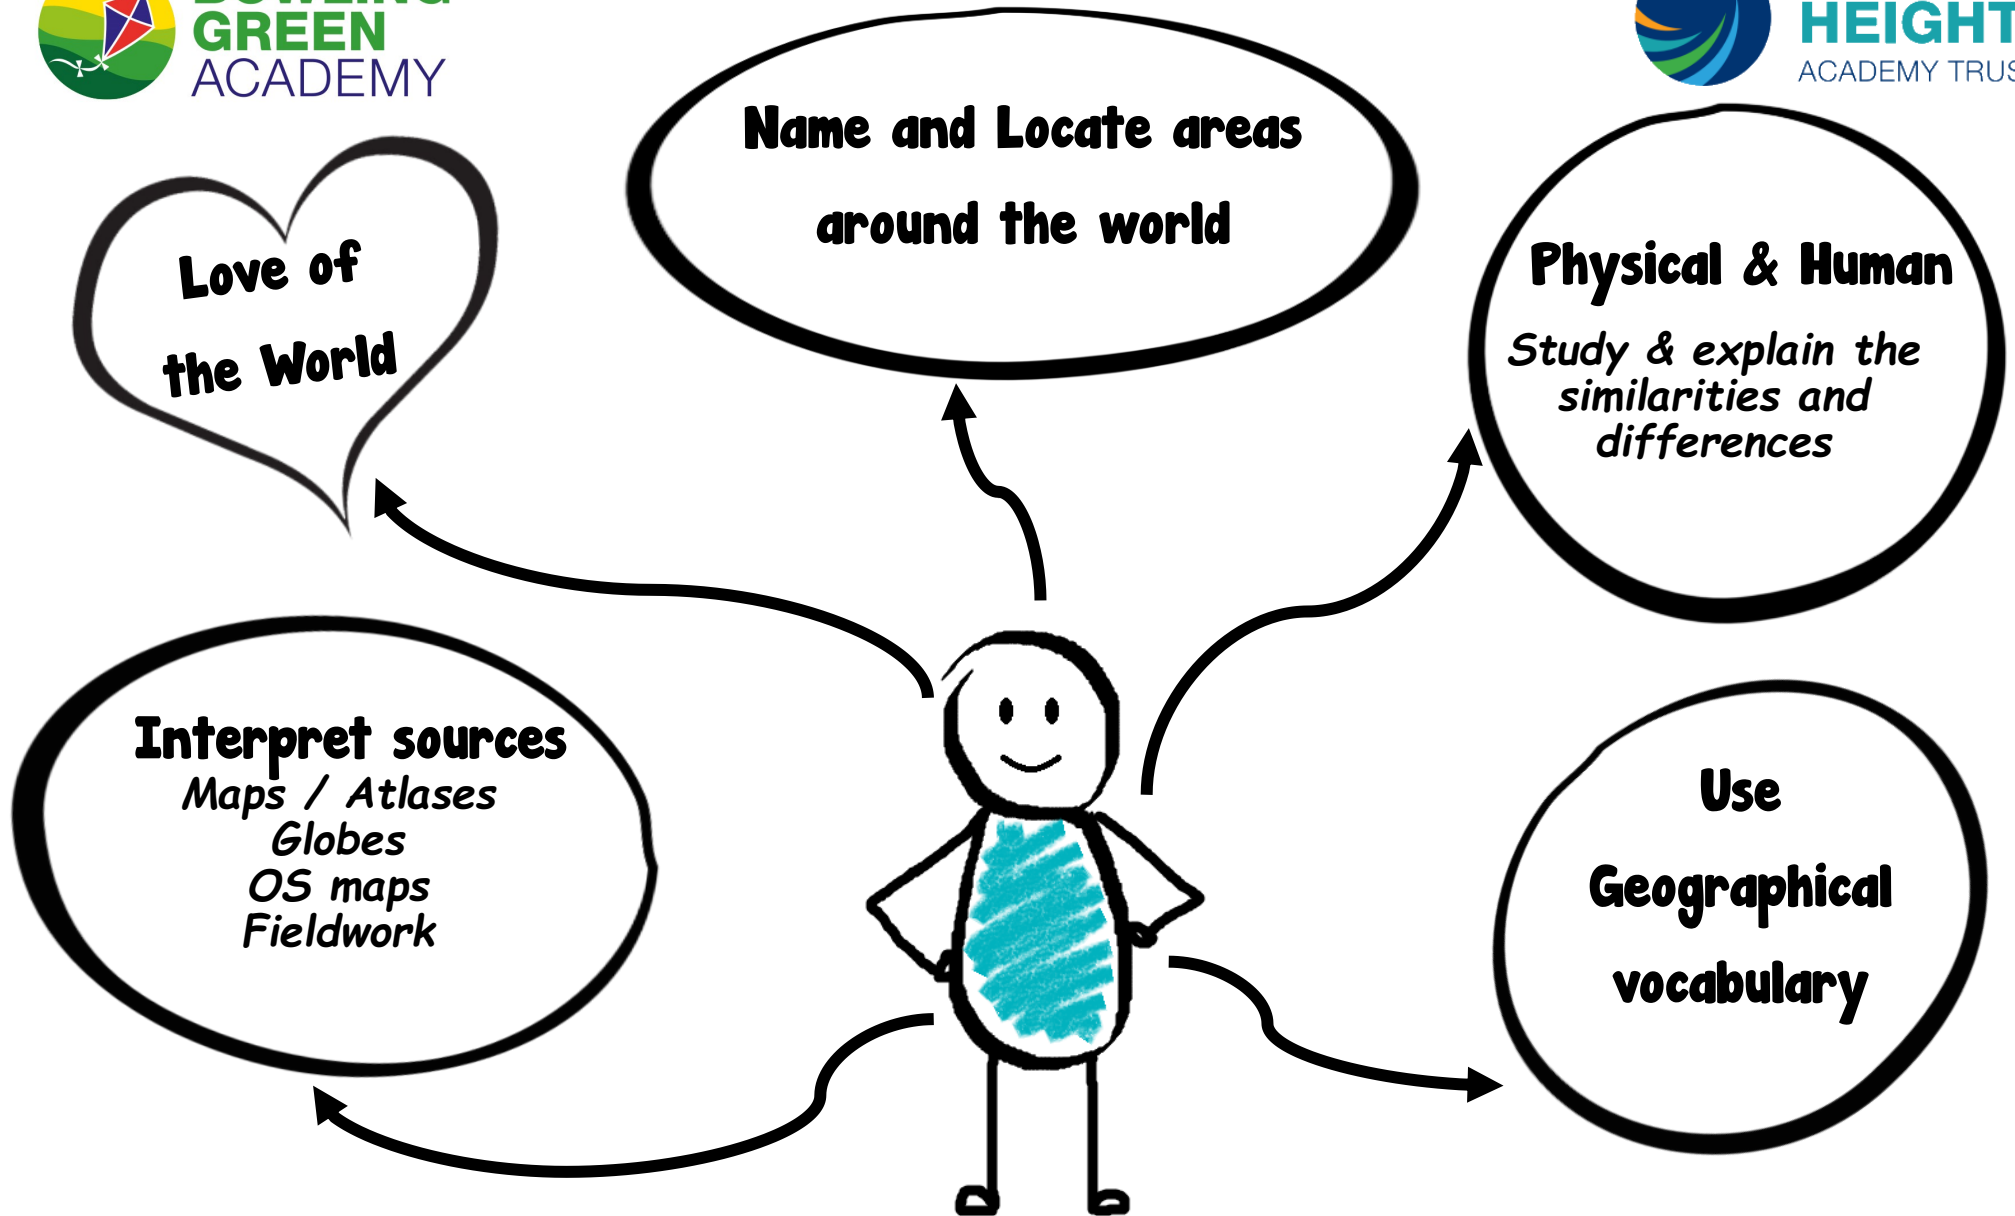 BOWLING
GREEN
ACADEMY
HEIGHT
ACADEMY TRUS
Name and Locate areas
around the world
Love of
the World
Physical & Human
Study & explain the
similarities and
differences
Interpret sources
Maps / Atlases
Globes
OS maps
Fieldwork
Use
Geographical
vocabulary